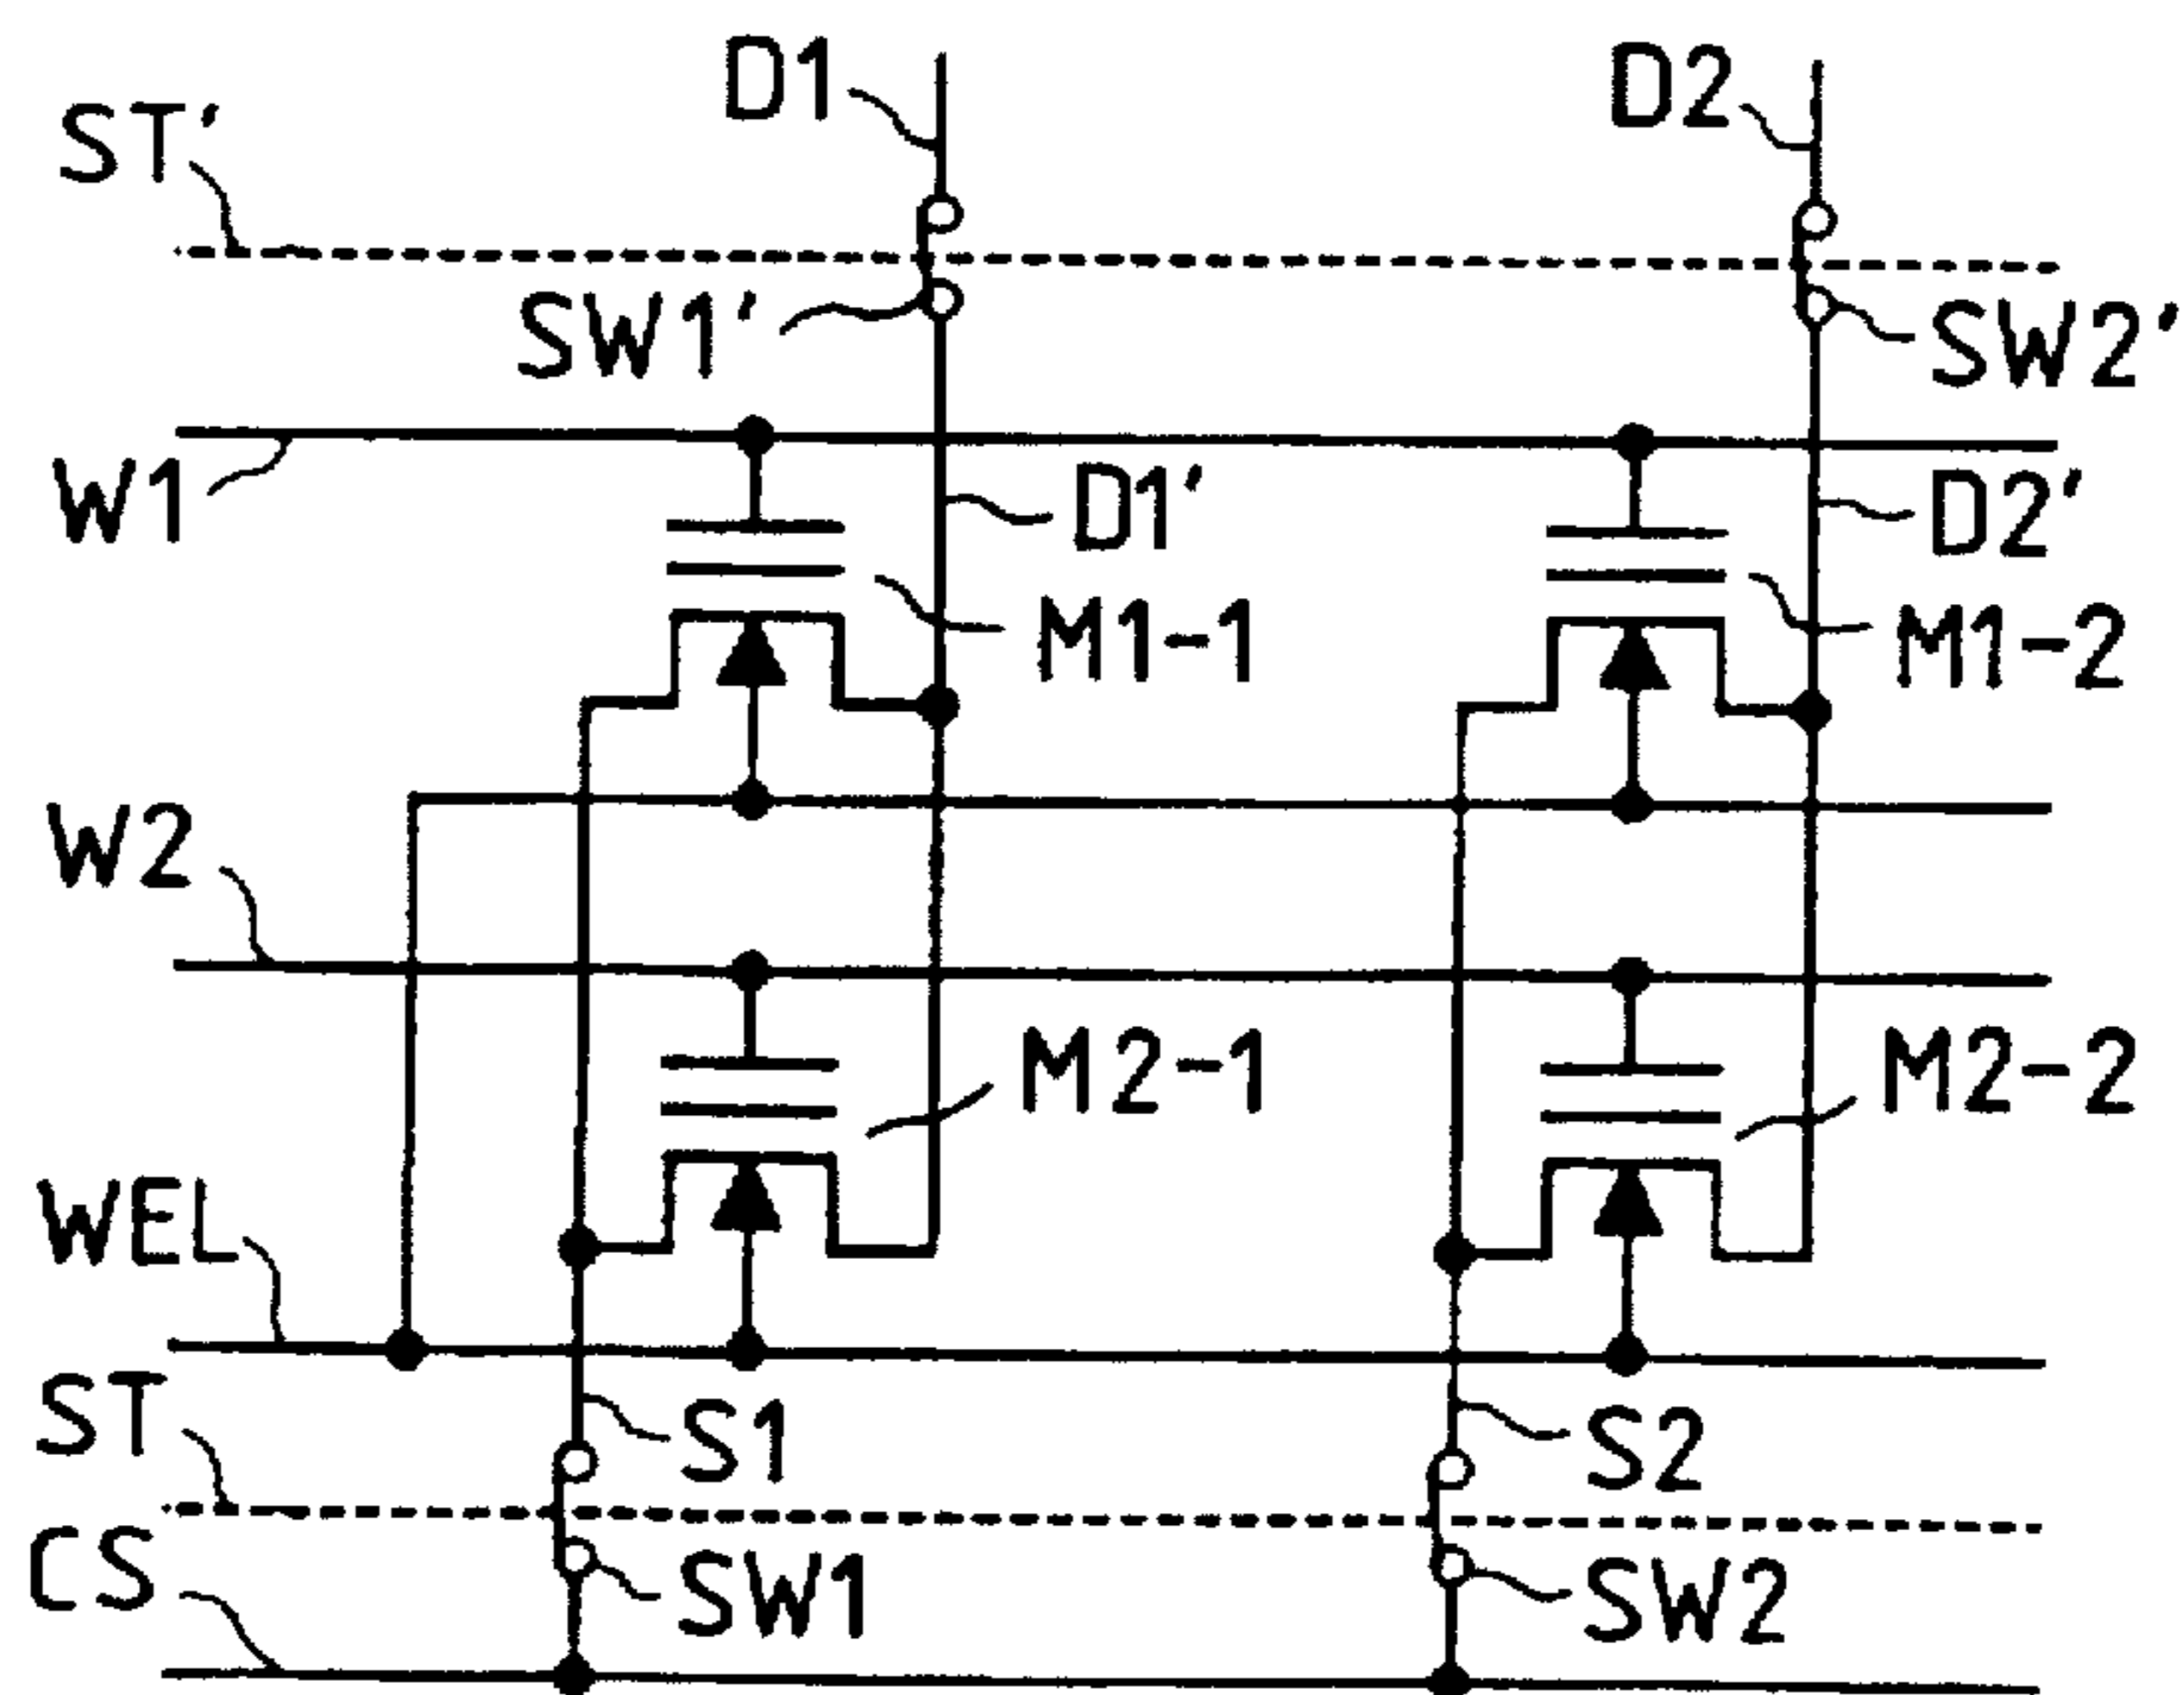 D1
D2
ST'
SW1'
SW2'
W1
D1'
D2'
M1-1
M1-2
W2
M2-1
M2-2
WEL
ST
S1
S2
CS
SW1
SW2